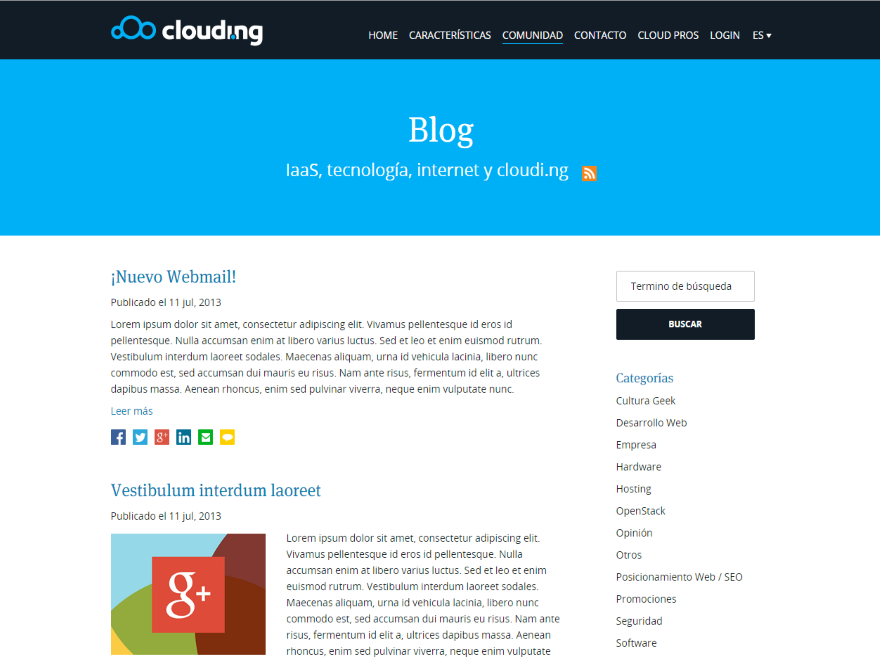 cloudi.ng
HOME CARACTERÍSTICAS COMUNIDAD CONTACTO CLOUD PROS LOGIN ES
Blog
IaaS, tecnología, internet y cloudi.ng
¡Nuevo Webmail!
Publicado el 11 jul, 2013
Lorem ipsum dolor sit amet, consectetur adipiscing elit. Vivamus pellentesque id eros id
pellentesque. Nulla accumsan enim at libero varius luctus. Sed et leo et enim euismod rutrum.
Vestibulum interdum laoreet sodales. Maecenas aliquam, urna id vehicula lacinia, libero nunc
commodo est, sed accumsan dui mauris eu risus. Nam ante risus, fermentum id elit a, ultrices
dapibus massa. Aenean rhoncus, enim sed pulvinar viverra, neque enim vulputate nunc.
Leer más
f g+ in
Vestibulum interdum laoreet
Publicado el 11 jul, 2013
g+
Lorem ipsum dolor sit amet, consectetur adipiscing elit.
Vivamus pellentesque id eros id pellentesque. Nulla
accumsan enim at libero varius luctus. Sed et leo et enim
euismod rutrum. Vestibulum interdum laoreet sodales.
Maecenas aliquam, urna id vehicula lacinia, libero nunc
commodo est, sed accumsan dui mauris eu risus. Nam ante
risus, fermentum id elit a, ultrices dapibus massa. Aenean
rhoncus, enim sed pulvinar viverra, neque enim vulputate
Termino de búsqueda
BUSCAR
Categorías
Cultura Geek
Desarrollo Web
Empresa
Hardware
Hosting
OpenStack
Opinión
Otros
Posicionamiento Web / SEO
Promociones
Seguridad
Software